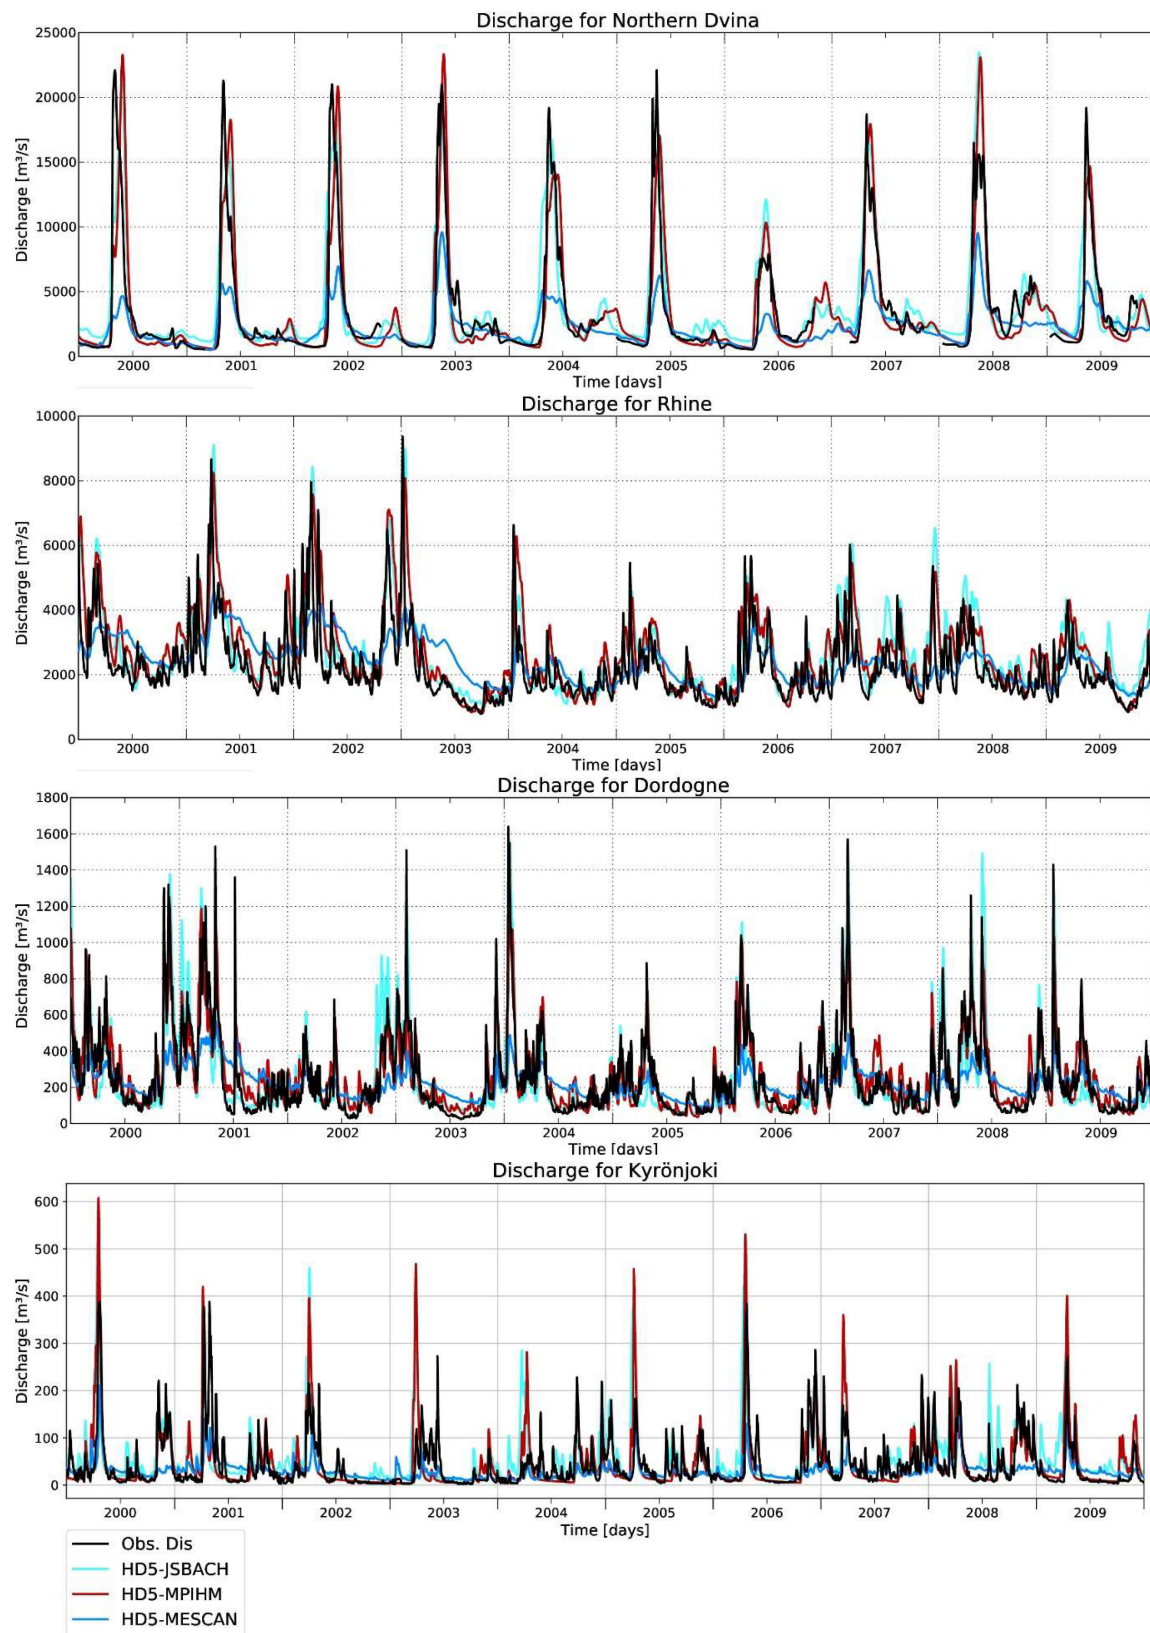 Discharge for Northern Dvina
25000
20000
15000
10000
5000
0
Discharge [m³/s]
2000 2001 2002 2003 2004 2005 2006 2007 2008 2009
Time [days]
Discharge for Rhine
10000
8000
6000
4000
2000
0
Discharge [m³/s]
2000 2001 2002 2003 2004 2005 2006 2007 2008 2009
Time [days]
Discharge for Dordogne
1800
1600
1400
1200
1000
800
600
400
200
0
Discharge [m³/s]
2000 2001 2002 2003 2004 2005 2006 2007 2008 2009
Time [days]
Discharge for Kyrönjoki
600
500
400
300
200
100
0
Discharge [m³/s]
2000 2001 2002 2003 2004 2005 2006 2007 2008 2009
Time [days]
Obs. Dis
HD5-JSBACH
HD5-MPIHM
HD5-MESCAN